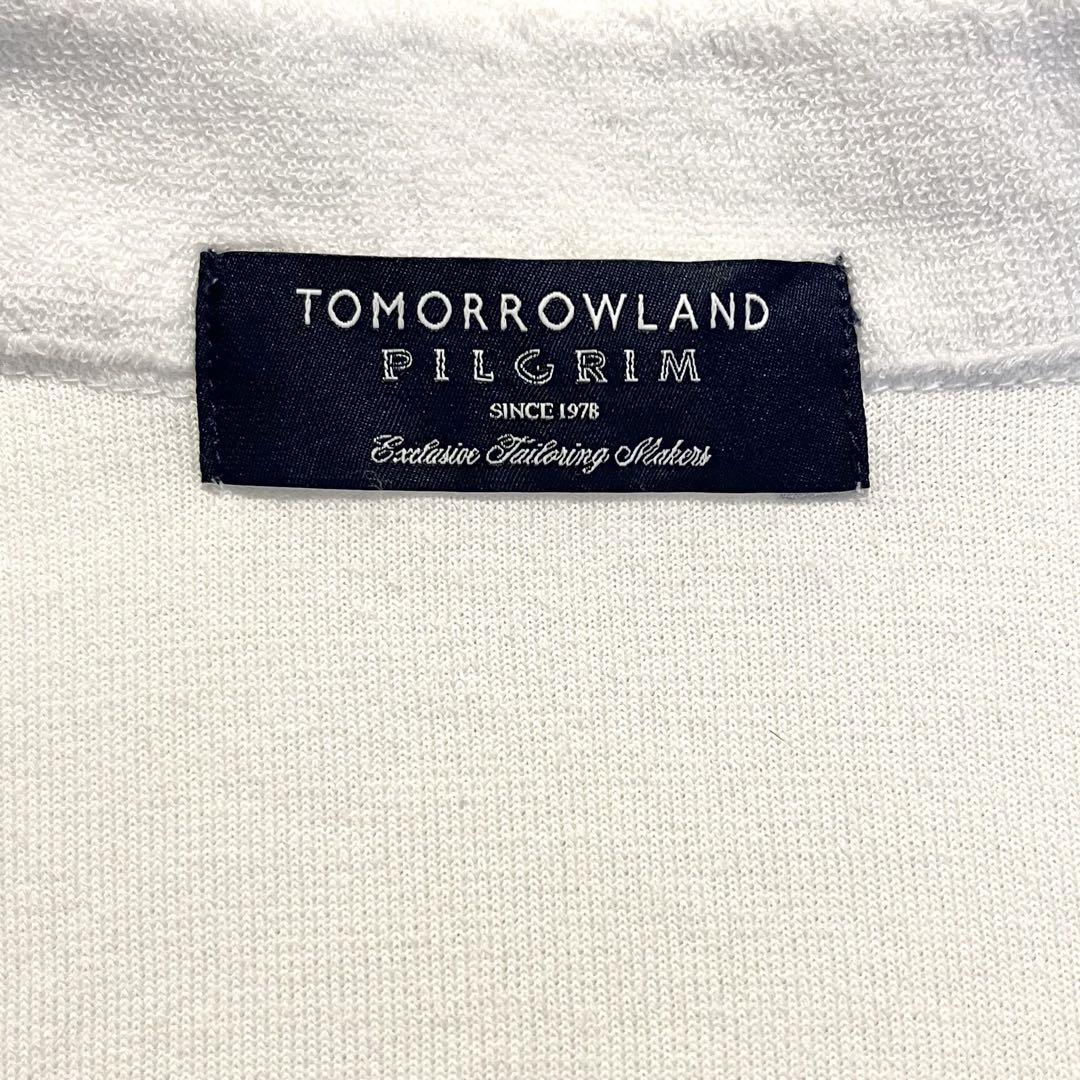 TOMORROWLAND
PILGRIM
SINCE 1978
Exclusive Tailoring Makers